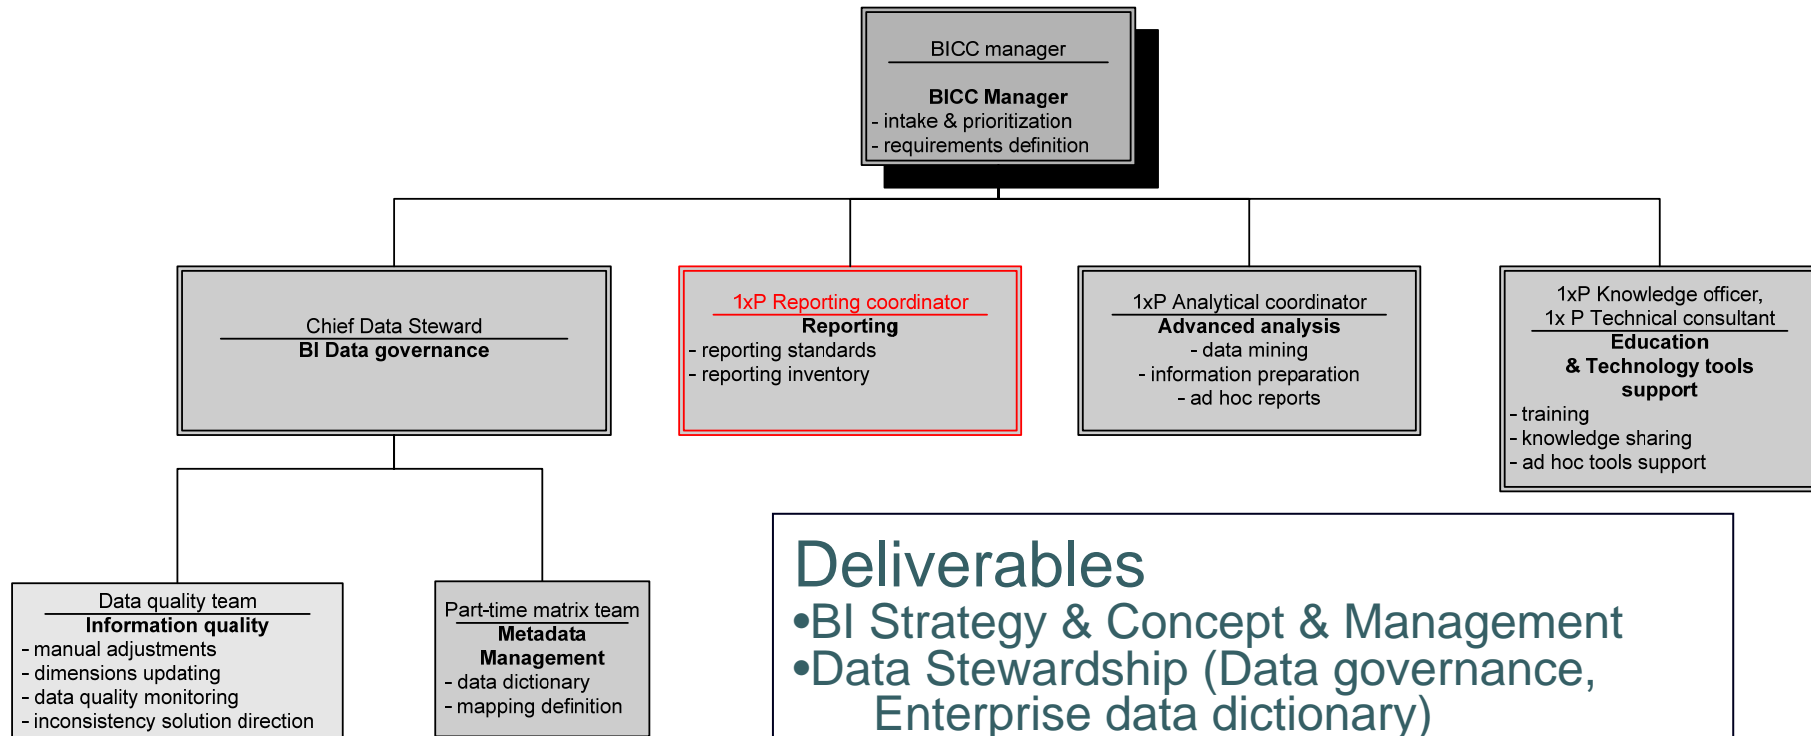 BICC manager
BICC Manager
- intake & prioritization
- requirements definition
Chief Data Steward
BI Data governance
1xP Reporting coordinator
Reporting
- reporting standards
- reporting inventory
1xP Analytical coordinator
Advanced analysis
- data mining
- information preparation
- ad hoc reports
1xP Knowledge officer,
1x P Technical consultant
Education
& Technology tools
support
- training
- knowledge sharing
- ad hoc tools support
Data quality team
Information quality
- manual adjustments
- dimensions updating
- data quality monitoring
- inconsistency solution direction
Part-time matrix team
Metadata
Management
- data dictionary
- mapping definition
Deliverables
•BI Strategy & Concept & Management
•Data Stewardship (Data governance,
Enterprise data dictionary)